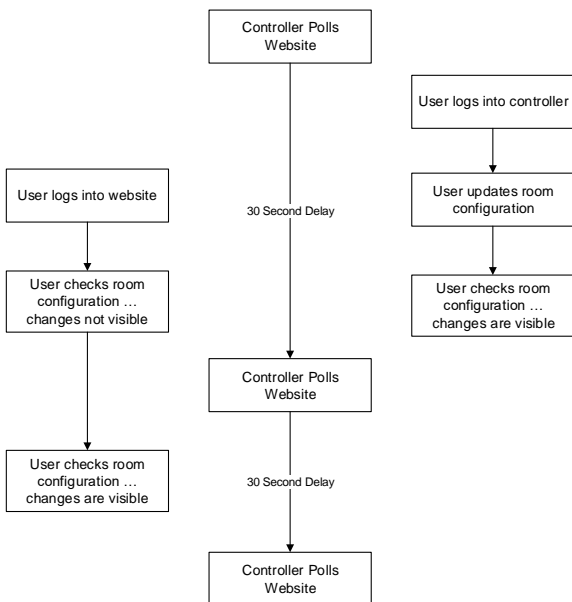 Controller Polls
Website
User logs into controller
User logs into website
User updates room
configuration
30 Second Delay
User checks room
configuration …
changes not visible
User checks room
configuration …
changes are visible
Controller Polls
Website
User checks room
configuration …
changes are visible
30 Second Delay
Controller Polls
Website